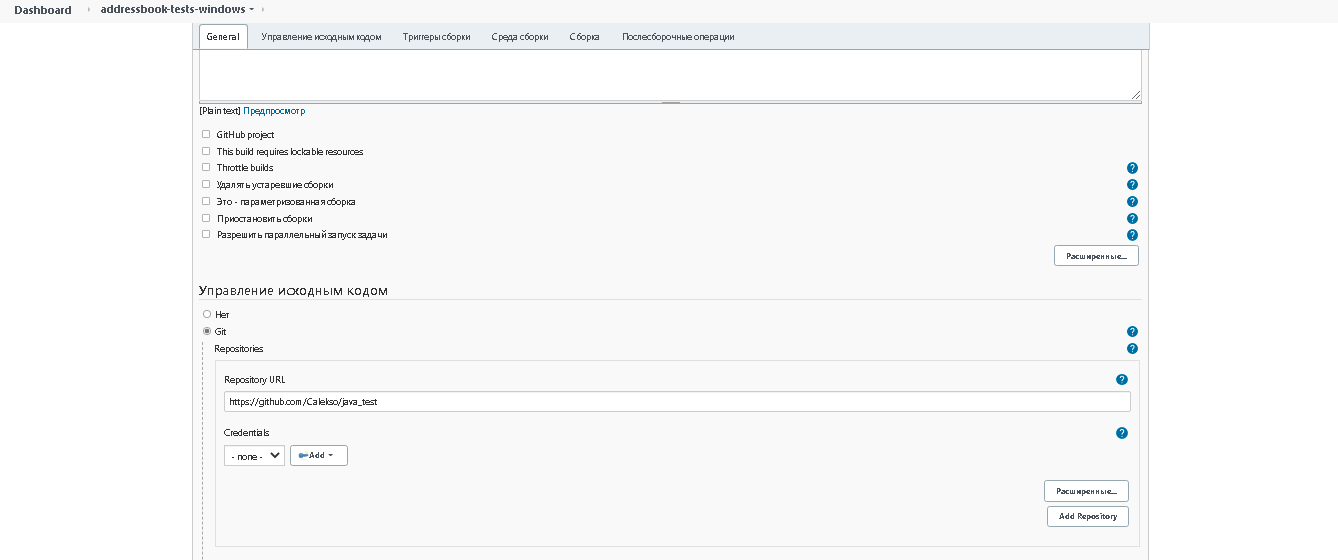 Dashboard
addressbook-tests-windows
General
Управление исходным кодом
Триггеры сборки
Среда сборки
Сборка
Послесборочные операции
[Plain text] Предпросмотр
GitHub project
This build requires lockable resources
Throttle builds
?
Удалять устаревшие сборки
?
Это - параметризованная сборка
?
Приостановить сборки
?
Разрешить параллельный запуск задачи
?
Расширенные...
Управление исходным кодом
Нет
Git
?
Repositories
?
Repository URL
?
https://github.com/Calekso/java_test
Credentials
?
- none -
Add
Расширенные...
Add Repository